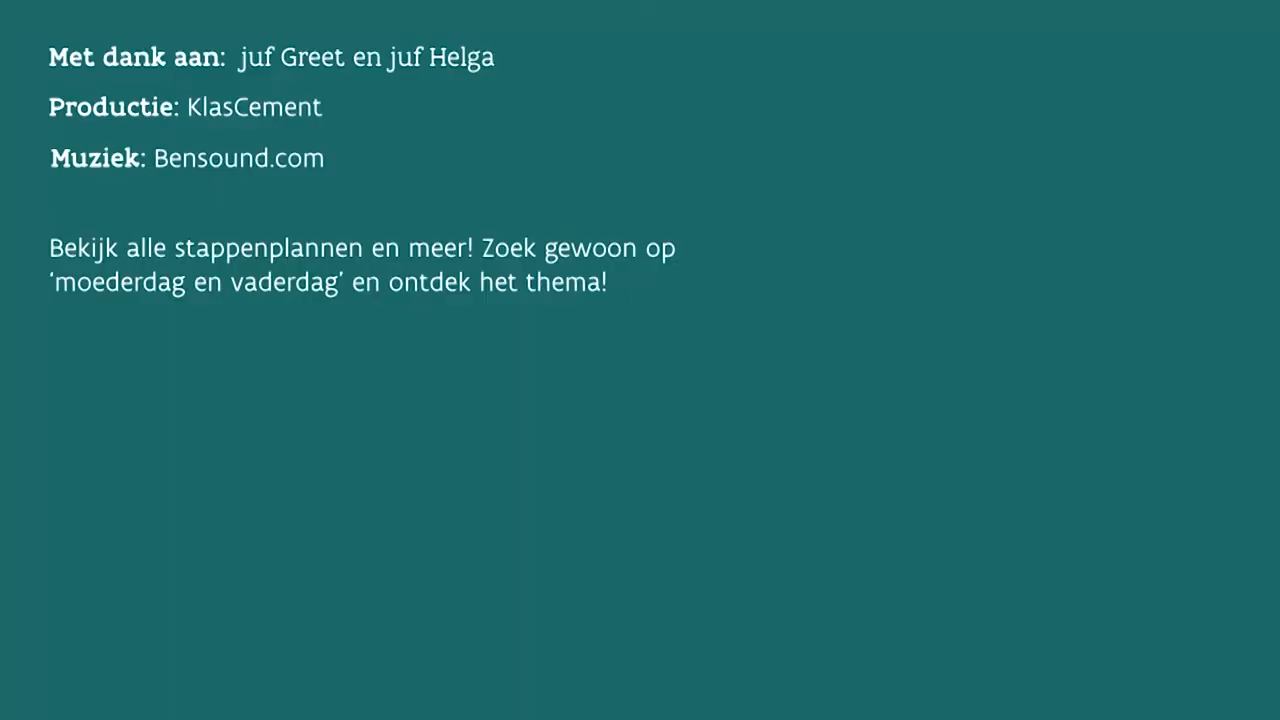 Met dank aan: juf Greet en juf Helga
Productie: KlasCement
Muziek: Bensound.com
Bekijk alle stappenplannen en meer! Zoek gewoon op
‘moederdag en vaderdag’ en ontdek het thema!